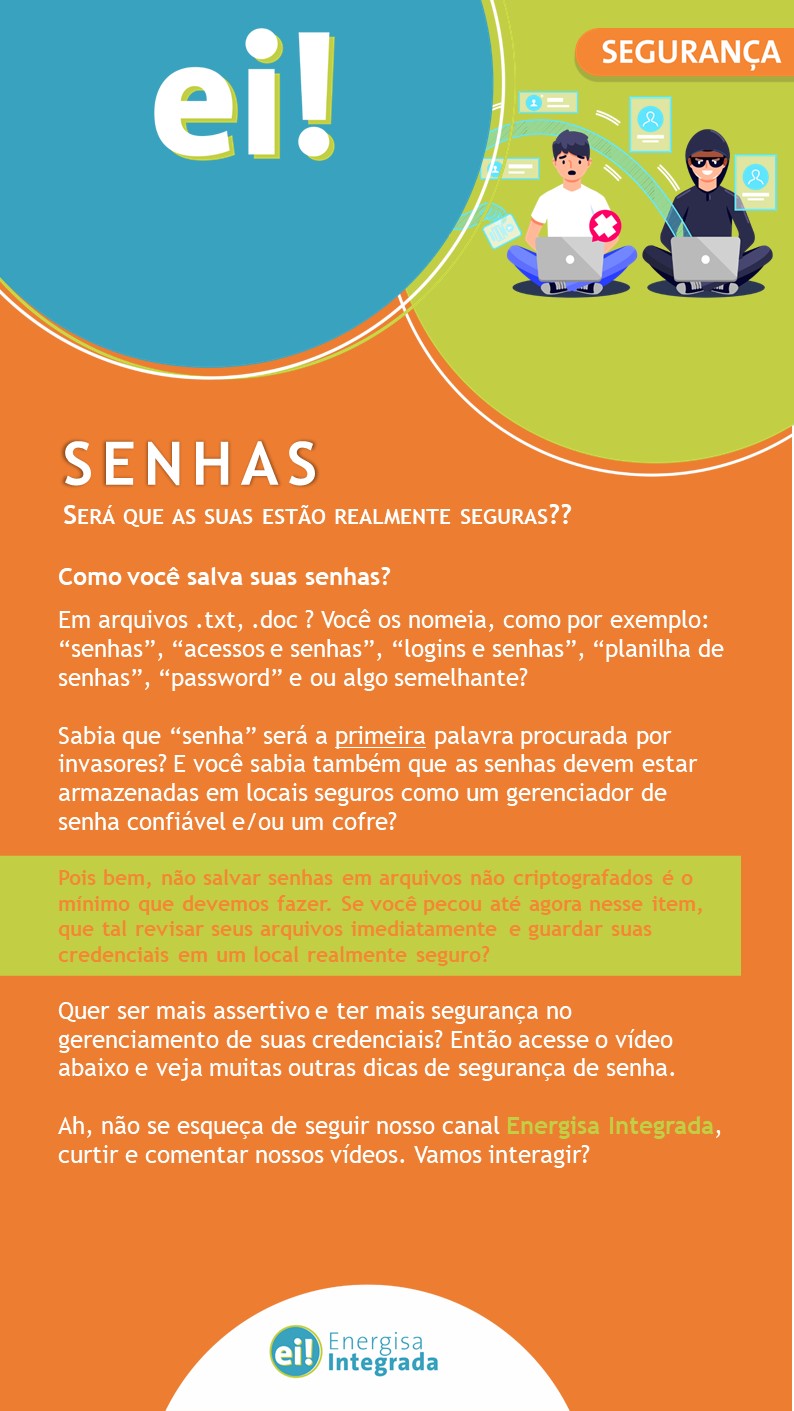 ei!
SEGURANÇA
SENHAS
SERÁ QUE AS SUAS ESTÃO REALMENTE SEGURAS??
Como você salva suas senhas?
Em arquivos .txt, .doc ? Você os nomeia, como por exemplo:
“senhas”, “acessos e senhas”, “logins e senhas”, “planilha de
senhas”, “password” e ou algo semelhante?
Sabia que “senha” será a primeira palavra procurada por
invasores? E você sabia também que as senhas devem estar
armazenadas em locais seguros como um gerenciador de
senha confiável e/ou um cofre?
Pois bem, não salvar senhas em arquivos não criptografados é o
mínimo que devemos fazer. Se você pecou até agora nesse item,
que tal revisar seus arquivos imediatamente e guardar suas
credenciais em um local realmente seguro?
Quer ser mais assertivo e ter mais segurança no
gerenciamento de suas credenciais? Então acesse o vídeo
abaixo e veja muitas outras dicas de segurança de senha.
Ah, não se esqueça de seguir nosso canal Energisa Integrada,
curtir e comentar nossos vídeos. Vamos interagir?
ei! Energisa
Integrada